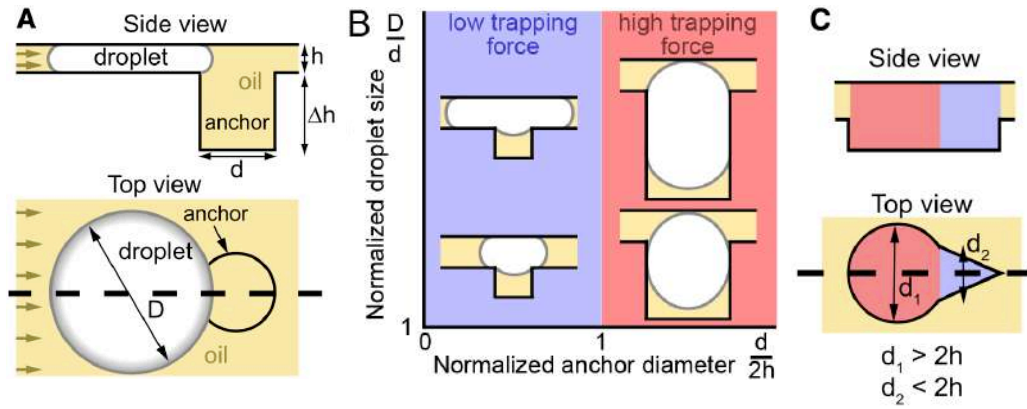 A
Side view
droplet
h
oil
anchor
Δh
d
Top view
anchor
droplet
D
oil
B
D
d
low trapping
force
high trapping
force
Normalized droplet size
1
0
1
d
2h
Normalized anchor diameter
C
Side view
Top view
d₁
d₂
d₁ > 2h
d₂ < 2h